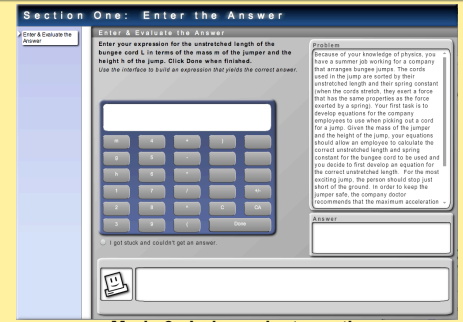 Section One: Enter the Answer
Enter & Evaluate the
Answer
Enter & Evaluate the Answer
Enter your expression for the unstretched length of the
bungee cord L in terms of the mass m of the jumper and the
height h of the jump. Click Done when finished.
Use the interface to build an expression that yields the correct answer.
m 4 + )
g 5 -
h 6 *
1 7 / +/-
2 8 C CA
3 9 ( Done
I got stuck and couldn't get an answer.
Problem
Because of your knowledge of physics, you
have a summer job working for a company
that arranges bungee jumps. The cords
used in the jump are sorted by their
unstretched length and their spring constant
(when the cords stretch, they exert a force
that has the same properties as the force
exerted by a spring). Your first task is to
develop equations for the company
employees to use when picking out a cord
for a jump. Given the mass of the jumper
and the height of the jump, your equations
should allow an employee to calculate the
correct unstretched length and spring
constant for the bungee cord to be used and
you decide to first develop an equation for
the correct unstretched length. For the most
exciting jump, the person should stop just
short of the ground. In order to keep the
jumper safe, the company doctor
recommends that the maximum acceleration
Answer